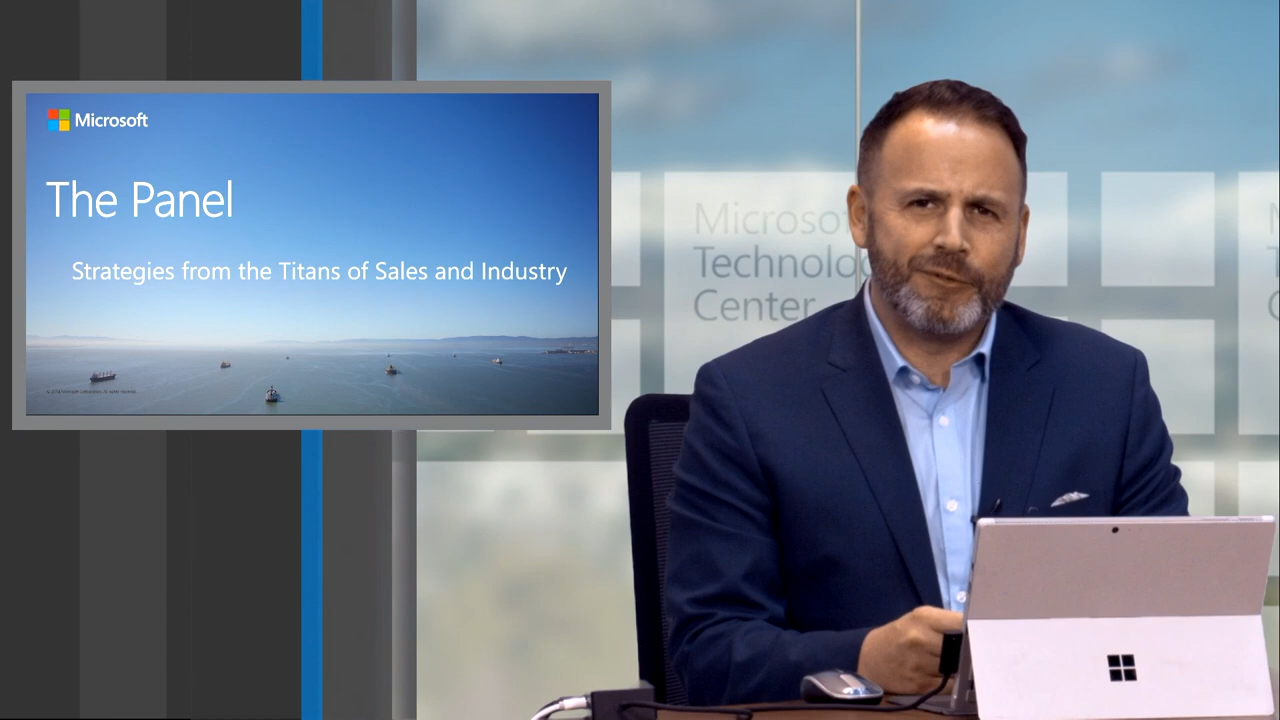 Microsoft
The Panel
Strategies from the Titans of Sales and Industry
Microsof
Technolo
Center